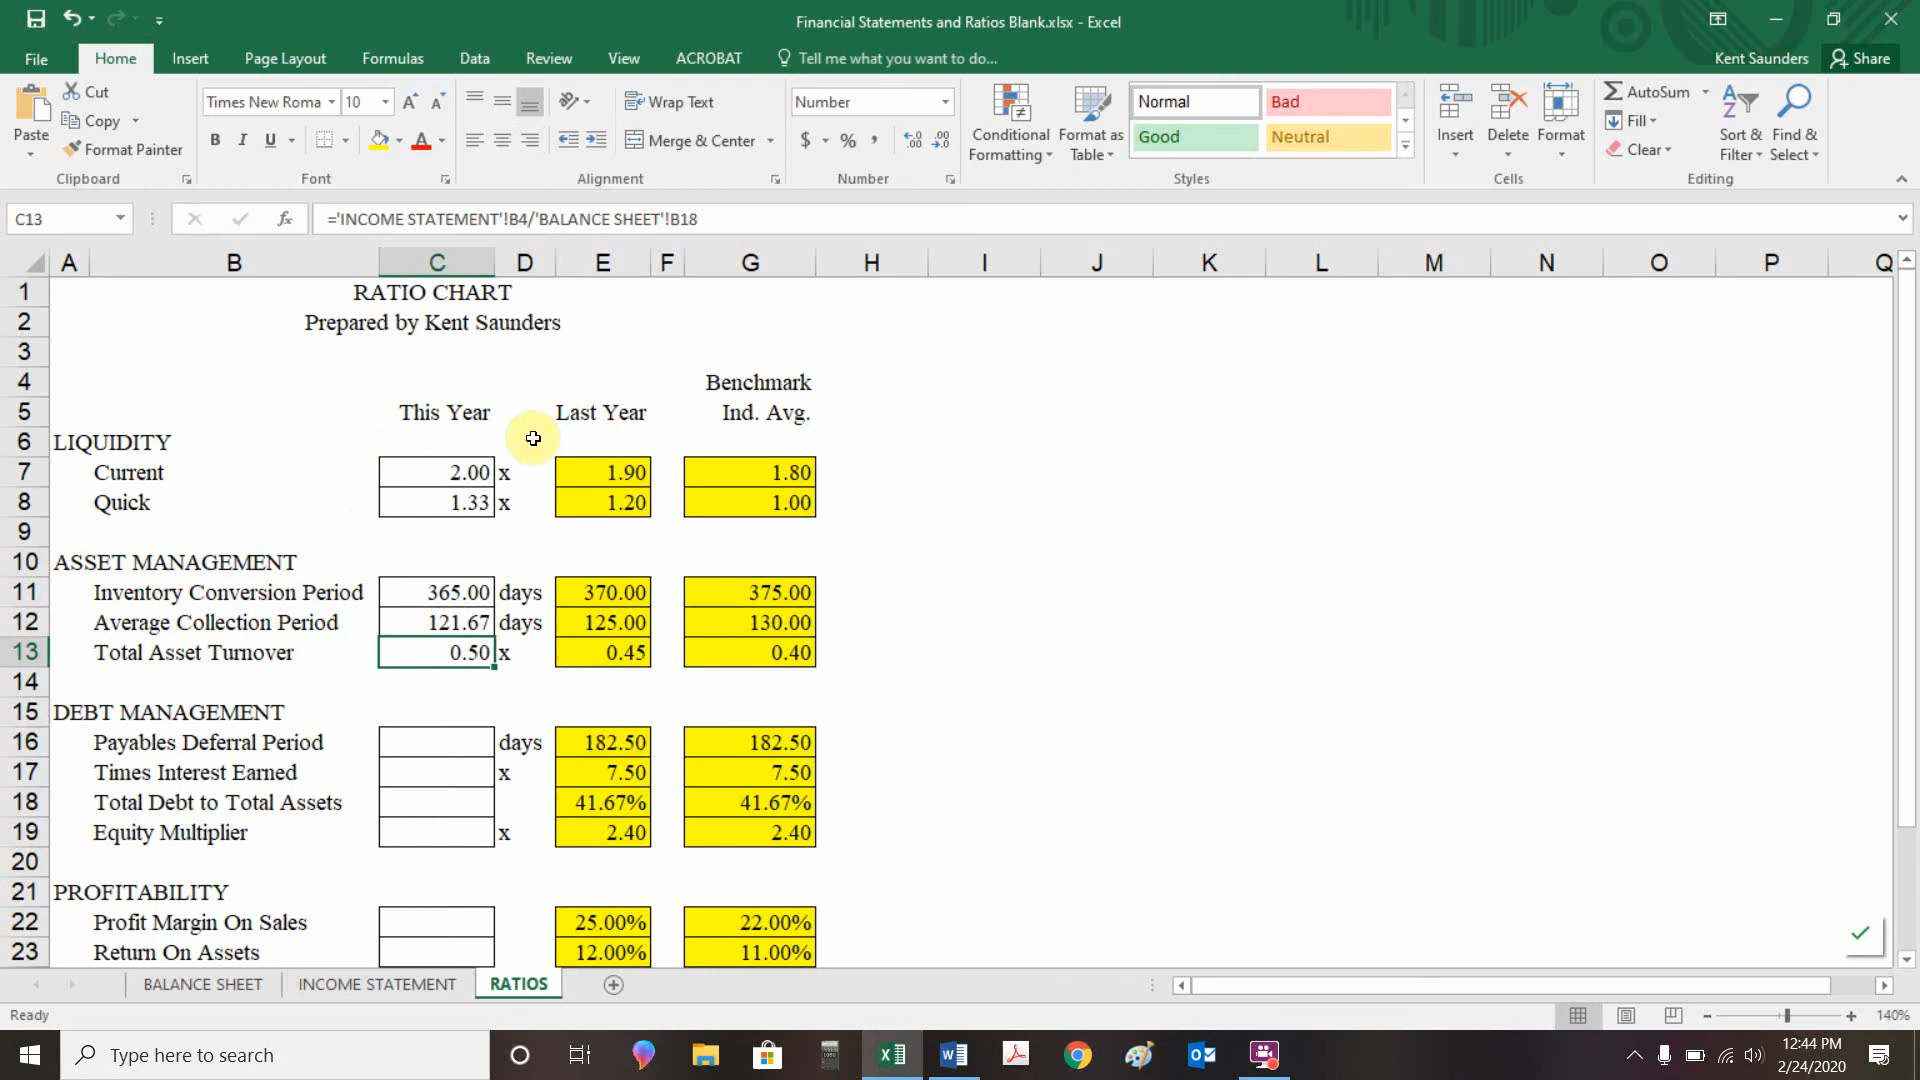 Financial Statements and Ratios Blank.xlsx - Excel
File Home Insert Page Layout Formulas Data Review View ACROBAT Tell me what you want to do... Kent Saunders Share
Paste
Cut
Copy
Format Painter
Clipboard
Times New Roma 10
B I U
Font
Wrap Text
Merge & Center
Alignment
Number
$ % ,
Number
Conditional Formatting
Format as Table
Normal Bad
Good Neutral
Styles
Insert Delete Format
Cells
AutoSum
Fill
Clear
Sort & Filter
Find & Select
Editing
C13 fx ='INCOME STATEMENT'!B4/'BALANCE SHEET'!B18
A B C D E F G H I J K L M N O P Q
1 RATIO CHART
2 Prepared by Kent Saunders
3
4 Benchmark
5 This Year Last Year Ind. Avg.
6 LIQUIDITY
7 Current 2.00 x 1.90 1.80
8 Quick 1.33 x 1.20 1.00
9
10 ASSET MANAGEMENT
11 Inventory Conversion Period 365.00 days 370.00 375.00
12 Average Collection Period 121.67 days 125.00 130.00
13 Total Asset Turnover 0.50 x 0.45 0.40
14
15 DEBT MANAGEMENT
16 Payables Deferral Period days 182.50 182.50
17 Times Interest Earned x 7.50 7.50
18 Total Debt to Total Assets 41.67% 41.67%
19 Equity Multiplier x 2.40 2.40
20
21 PROFITABILITY
22 Profit Margin On Sales 25.00% 22.00%
23 Return On Assets 12.00% 11.00%
BALANCE SHEET INCOME STATEMENT RATIOS
Ready 140%
Type here to search
12:44 PM
2/24/2020